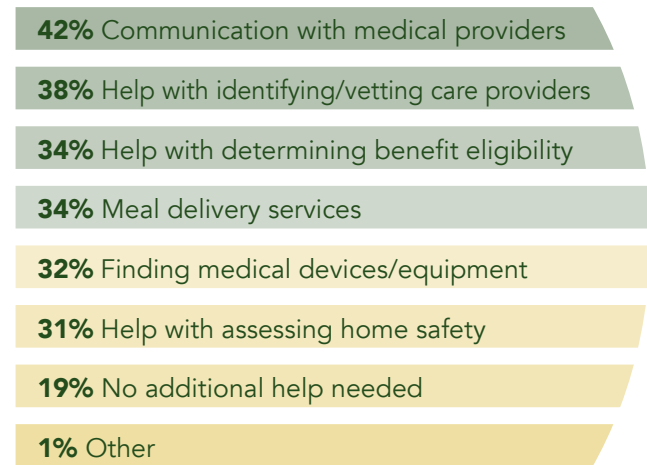 42% Communication with medical providers
38% Help with identifying/vetting care providers
34% Help with determining benefit eligibility
34% Meal delivery services
32% Finding medical devices/equipment
31% Help with assessing home safety
19% No additional help needed
1% Other